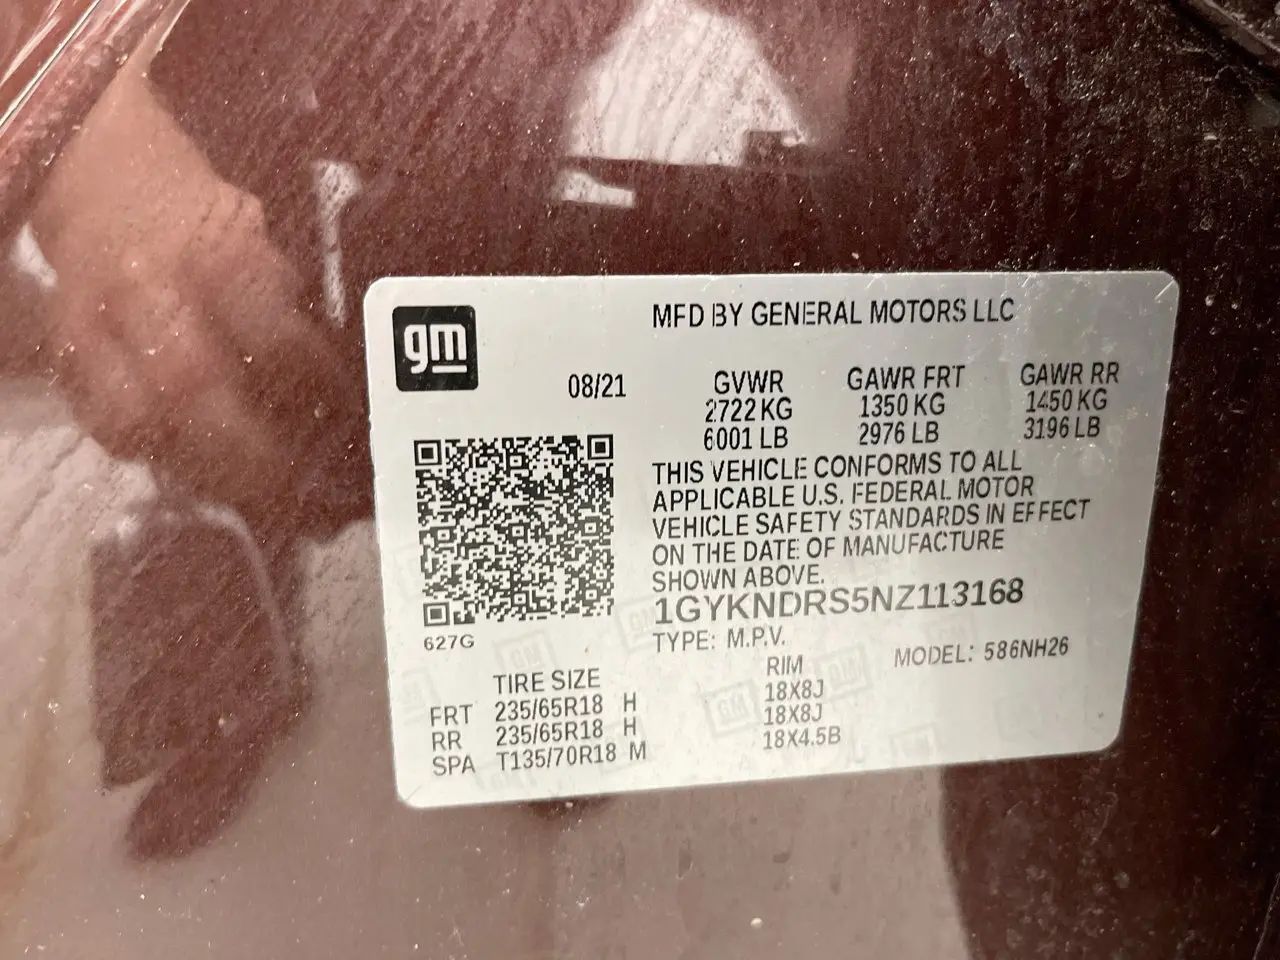 gm
MFD BY GENERAL MOTORS LLC
08/21
GVWR GAWR FRT GAWR RR
2722 KG 1350 KG 1450 KG
6001 LB 2976 LB 3196 LB
THIS VEHICLE CONFORMS TO ALL
APPLICABLE U.S. FEDERAL MOTOR
VEHICLE SAFETY STANDARDS IN EFFECT
ON THE DATE OF MANUFACTURE
SHOWN ABOVE.
1GYKNDRS5NZ113168
627G
TYPE: M.P.V.
MODEL: 586NH26
TIRE SIZE RIM
FRT 235/65R18 H 18X8J
RR 235/65R18 H 18X8J
SPA T135/70R18 M 18X4.5B